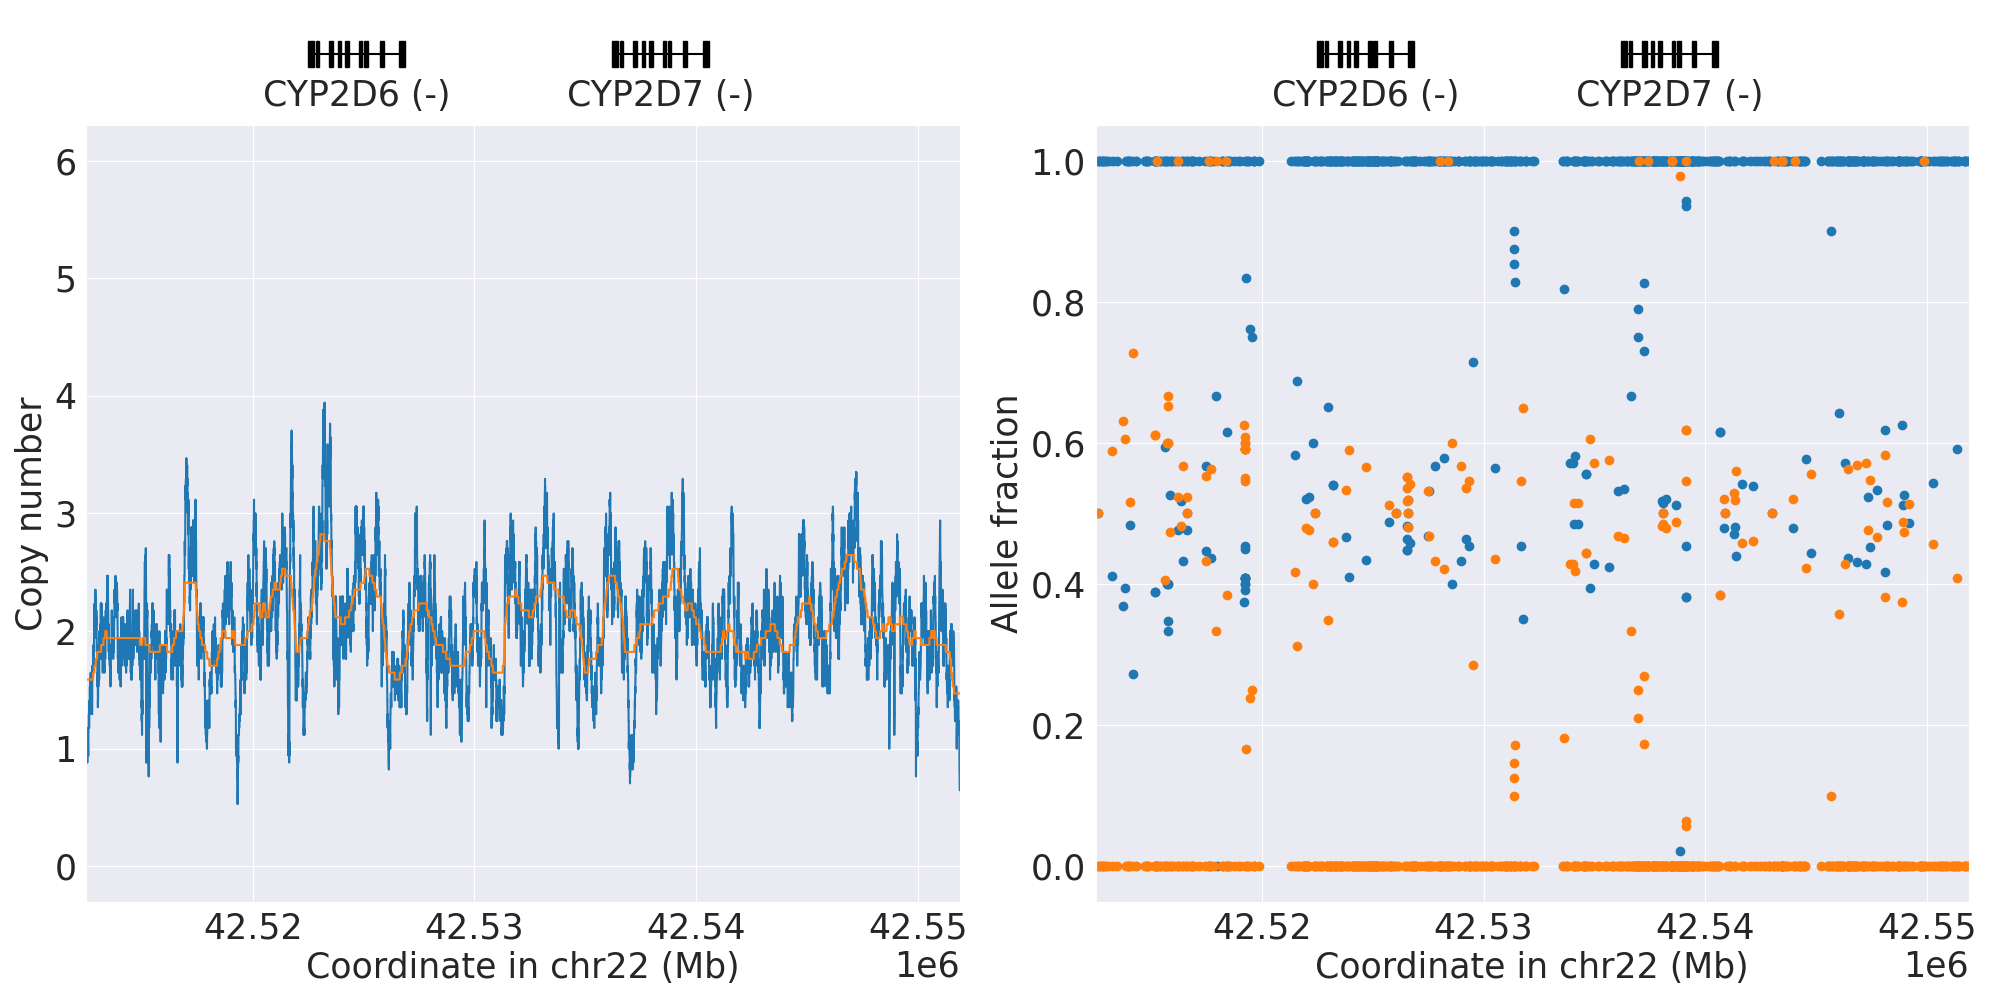 CYP2D6 (-) CYP2D7 (-)
6
5
4
3
2
1
0
Copy number
42.52 42.53 42.54 42.55
1e6
Coordinate in chr22 (Mb)
CYP2D6 (-) CYP2D7 (-)
1.0
0.8
0.6
0.4
0.2
0.0
Allele fraction
42.52 42.53 42.54 42.55
1e6
Coordinate in chr22 (Mb)